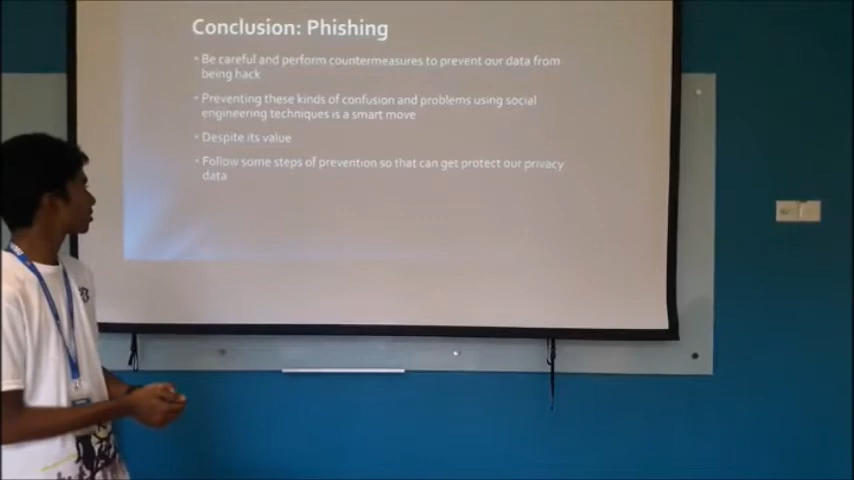 Conclusion: Phishing
• Be careful and perform countermeasures to prevent our data from
being hack
• Preventing these kinds of confusion and problems using social
engineering techniques is a smart move
• Despite its value
• Follow some steps of prevention so that can get protect our privacy
data